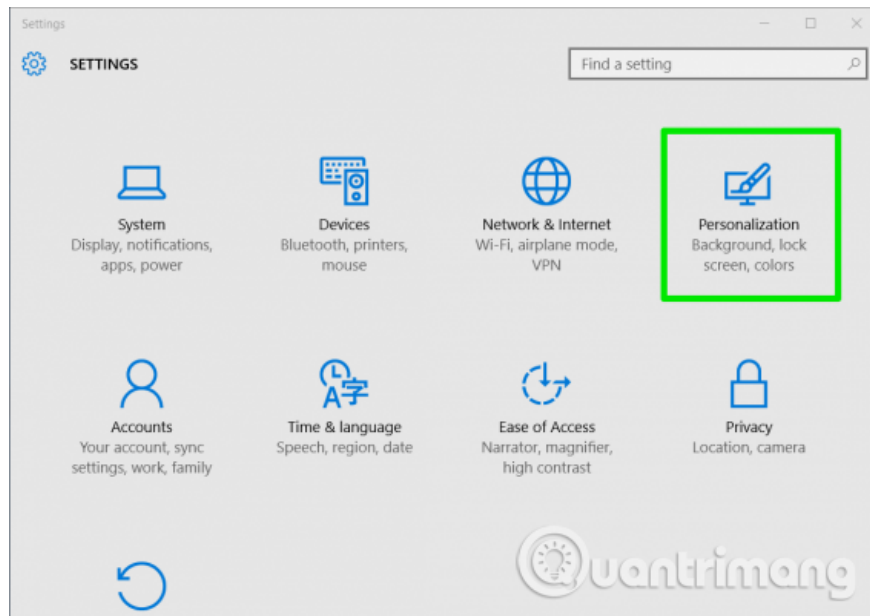 Settings
SETTINGS
Find a setting
System
Display, notifications,
apps, power
Devices
Bluetooth, printers,
mouse
Network & Internet
Wi-Fi, airplane mode,
VPN
Personalization
Background, lock
screen, colors
Accounts
Your account, sync
settings, work, family
Time & language
Speech, region, date
Ease of Access
Narrator, magnifier,
high contrast
Privacy
Location, camera
Quantrimang